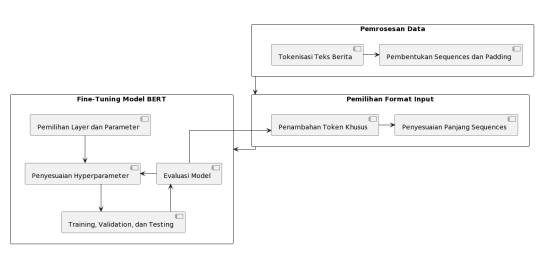 Pemrosesan Data
Tokenisasi Teks Berita
Pembentukan Sequences dan Padding
Fine-Tuning Model BERT
Pemilihan Format Input
Pemilihan Layer dan Parameter
Penambahan Token Khusus
Penyesuaian Panjang Sequences
Penyesuaian Hyperparameter
Evaluasi Model
Training, Validation, dan Testing